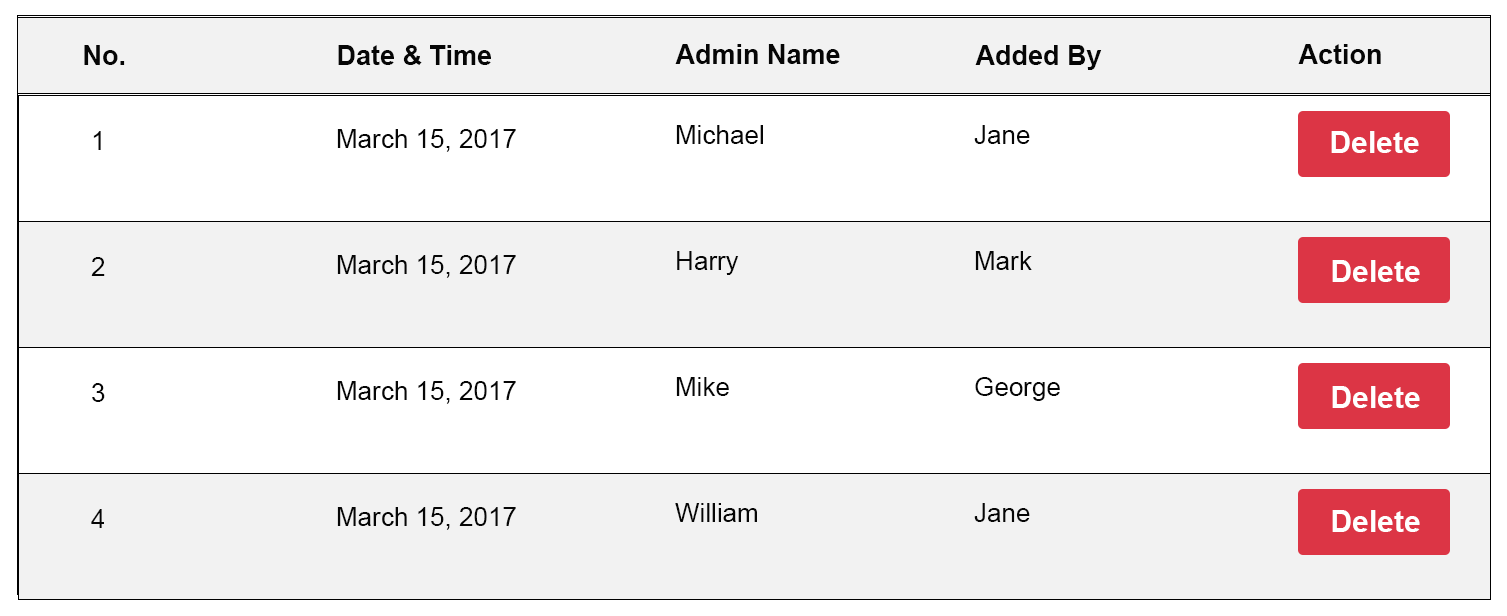 No. Date & Time Admin Name Added By Action
1 March 15, 2017 Michael Jane Delete
2 March 15, 2017 Harry Mark Delete
3 March 15, 2017 Mike George Delete
4 March 15, 2017 William Jane Delete